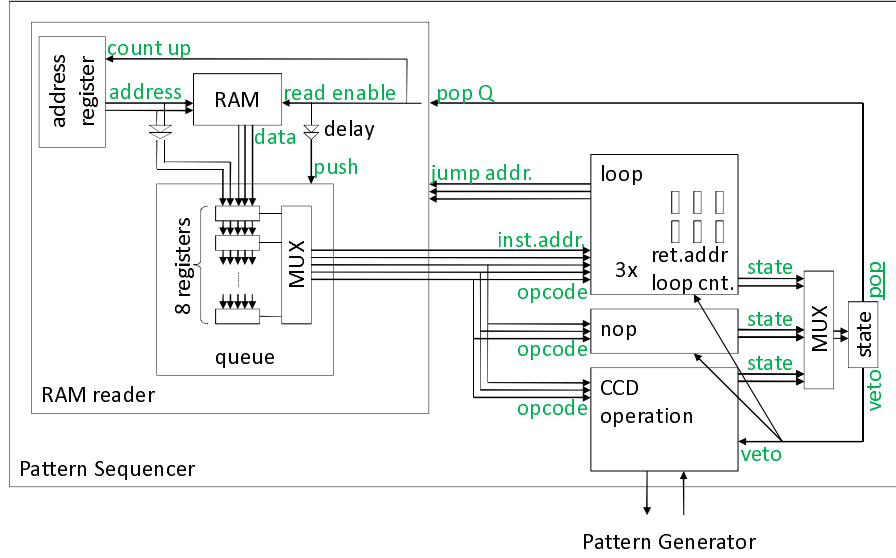 count up
address
register
address
RAM
read enable
pop Q
data
delay
push
jump addr.
loop
8 registers
MUX
inst.addr.
3x
ret.addr
loop cnt.
opcode
state
pop
nop
state
MUX
state
opcode
state
veto
queue
CCD
operation
opcode
RAM reader
veto
Pattern Sequencer
Pattern Generator